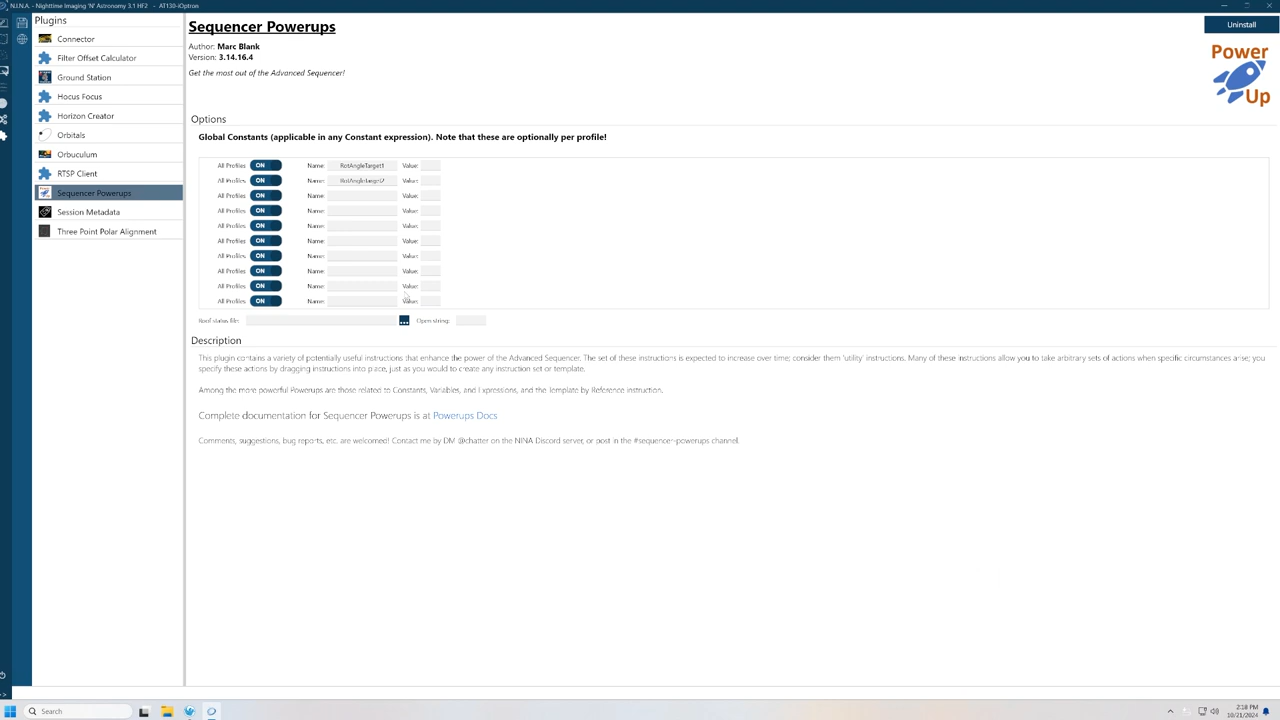 N.I.N.A. - Nighttime Imaging 'N' Astronomy 3.1 HF2 - AT130-iOptron
Plugins
Connector
Filter Offset Calculator
Ground Station
Hocus Focus
Horizon Creator
Orbitals
Orbuculum
RTSP Client
Sequencer Powerups
Session Metadata
Three Point Polar Alignment
Sequencer Powerups
Uninstall
Author: Marc Blank
Version: 3.14.16.4
Get the most out of the Advanced Sequencer!
Power
Up
Options
Global Constants (applicable in any Constant expression). Note that these are optionally per profile!
All Profiles ON Name: RotAngleTarget1 Value:
All Profiles ON Name: RotAngleTarget2 Value:
All Profiles ON Name: Value:
All Profiles ON Name: Value:
All Profiles ON Name: Value:
All Profiles ON Name: Value:
All Profiles ON Name: Value:
All Profiles ON Name: Value:
All Profiles ON Name: Value:
All Profiles ON Name: Value:
Roof status file: ... Open string:
Description
This plugin contains a variety of potentially useful instructions that enhance the power of the Advanced Sequencer. The set of these instructions is expected to increase over time; consider them 'utility' instructions. Many of these instructions allow you to take arbitrary sets of actions when specific circumstances arise; you
specify these actions by dragging instructions into place, just as you would to create any instruction set or template.
Among the more powerful Powerups are those related to Constants, Variables, and Expressions, and the Template by Reference instruction.
Complete documentation for Sequencer Powerups is at Powerups Docs
Comments, suggestions, bug reports, etc. are welcomed! Contact me by DM @chatter on the NINA Discord server, or post in the #sequencer-powerups channel.
Search
2:18 PM
10/21/2024